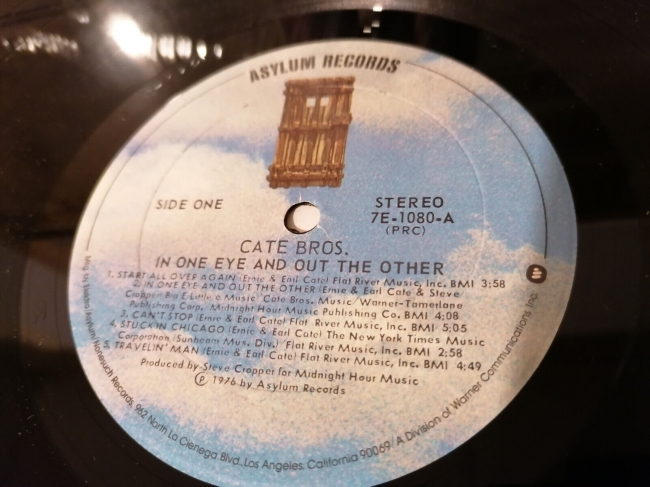 ASYLUM RECORDS
SIDE ONE
STEREO
7E-1080-A
(PRC)
CATE BROS.
IN ONE EYE AND OUT THE OTHER
1. START ALL OVER AGAIN (Ernie & Earl Cate) Flat River Music, Inc. BMI 3:58
2. IN ONE EYE AND OUT THE OTHER (Ernie & Earl Cate & Steve
Cropper) Big E Little e Music/ Cate Bros. Music/Warner-Tamerlane
Publishing Corp. Midnight Hour Music Publishing Co. BMI 4:08
3. CAN'T STOP (Ernie & Earl Cate) Flat River Music, Inc. BMI 5:05
4. STUCK IN CHICAGO (Ernie & Earl Cate) The New York Times Music
Corporation (Sunbeam Mus. Div.) Flat River Music, Inc. BMI 2:58
5. TRAVELIN' MAN (Ernie & Earl Cate) Flat River Music, Inc. BMI 4:49
Produced by Steve Cropper for Midnight Hour Music
℗ 1976 by Asylum Records
Records, 962 North La Cienega Blvd., Los Angeles, California 90069/A Division of Warner Communications Inc.